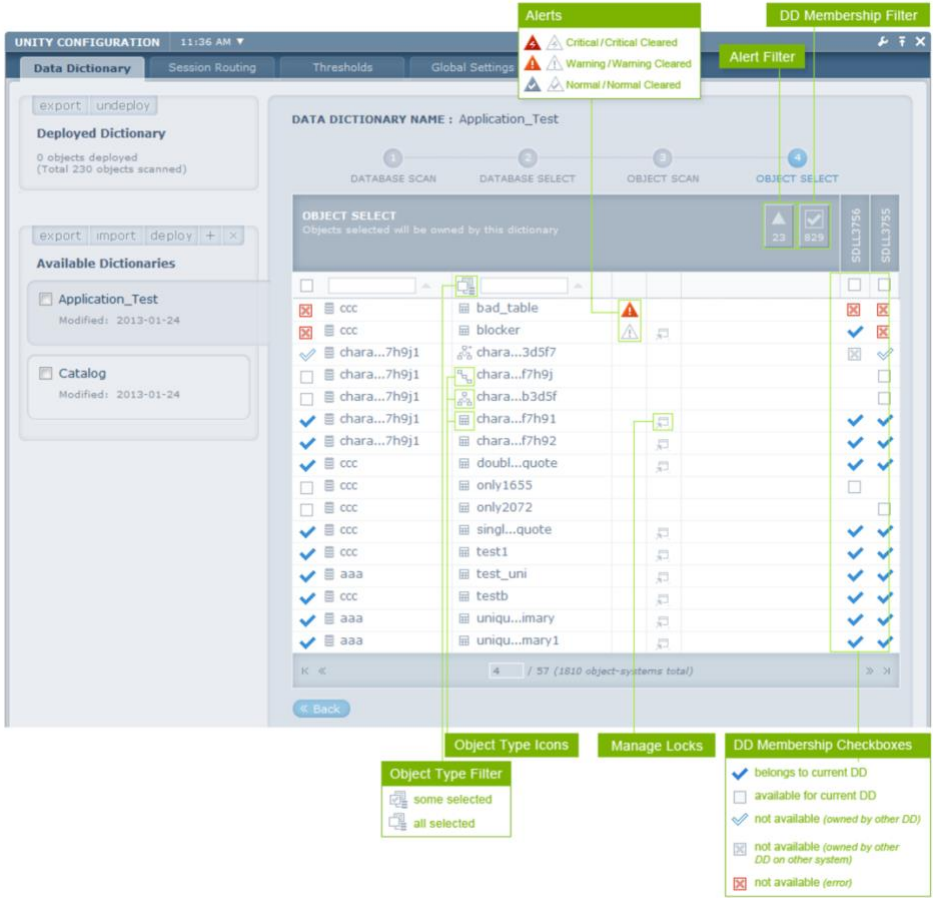 Alerts
DD Membership Filter
Critical/Critical Cleared
Warning/Warning Cleared
Normal/Normal Cleared
Alert Filter
UNITY CONFIGURATION 11:36 AM ▼
Data Dictionary Session Routing Thresholds Global Settings
export undeploy
Deployed Dictionary
0 objects deployed
(Total 230 objects scanned)
export import deploy + ×
Available Dictionaries
Application_Test
Modified: 2013-01-24
Catalog
Modified: 2013-01-24
DATA DICTIONARY NAME : Application_Test
1 2 3 4
DATABASE SCAN DATABASE SELECT OBJECT SCAN OBJECT SELECT
OBJECT SELECT
Objects selected will be owned by this dictionary
23 829 SDLL3756 SDLL3755
ccc bad_table
ccc blocker
chara...7h9j1 chara...3d5f7
chara...7h9j1 chara...f7h9j
chara...7h9j1 chara...b3d5f
chara...7h9j1 chara...f7h91
chara...7h9j1 chara...f7h92
ccc doubl...quote
ccc only1655
ccc only2072
ccc singl...quote
ccc test1
aaa test_uni
ccc testb
aaa uniqu...imary
aaa uniqu...mary1
4 / 57 (1810 object-systems total)
« Back
Object Type Icons
Manage Locks
DD Membership Checkboxes
Object Type Filter
some selected
all selected
belongs to current DD
available for current DD
not available (owned by other DD)
not available (owned by other
DD on other system)
not available (error)